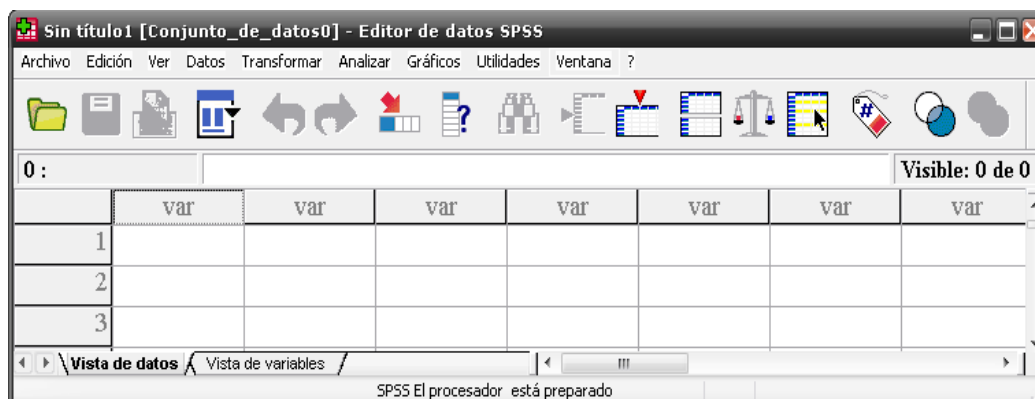 Sin título1 [Conjunto_de_datos0] - Editor de datos SPSS
Archivo Edición Ver Datos Transformar Analizar Gráficos Utilidades Ventana ?
0 : Visible: 0 de 0
var var var var var var var
1
2
3
Vista de datos Vista de variables
SPSS El procesador está preparado